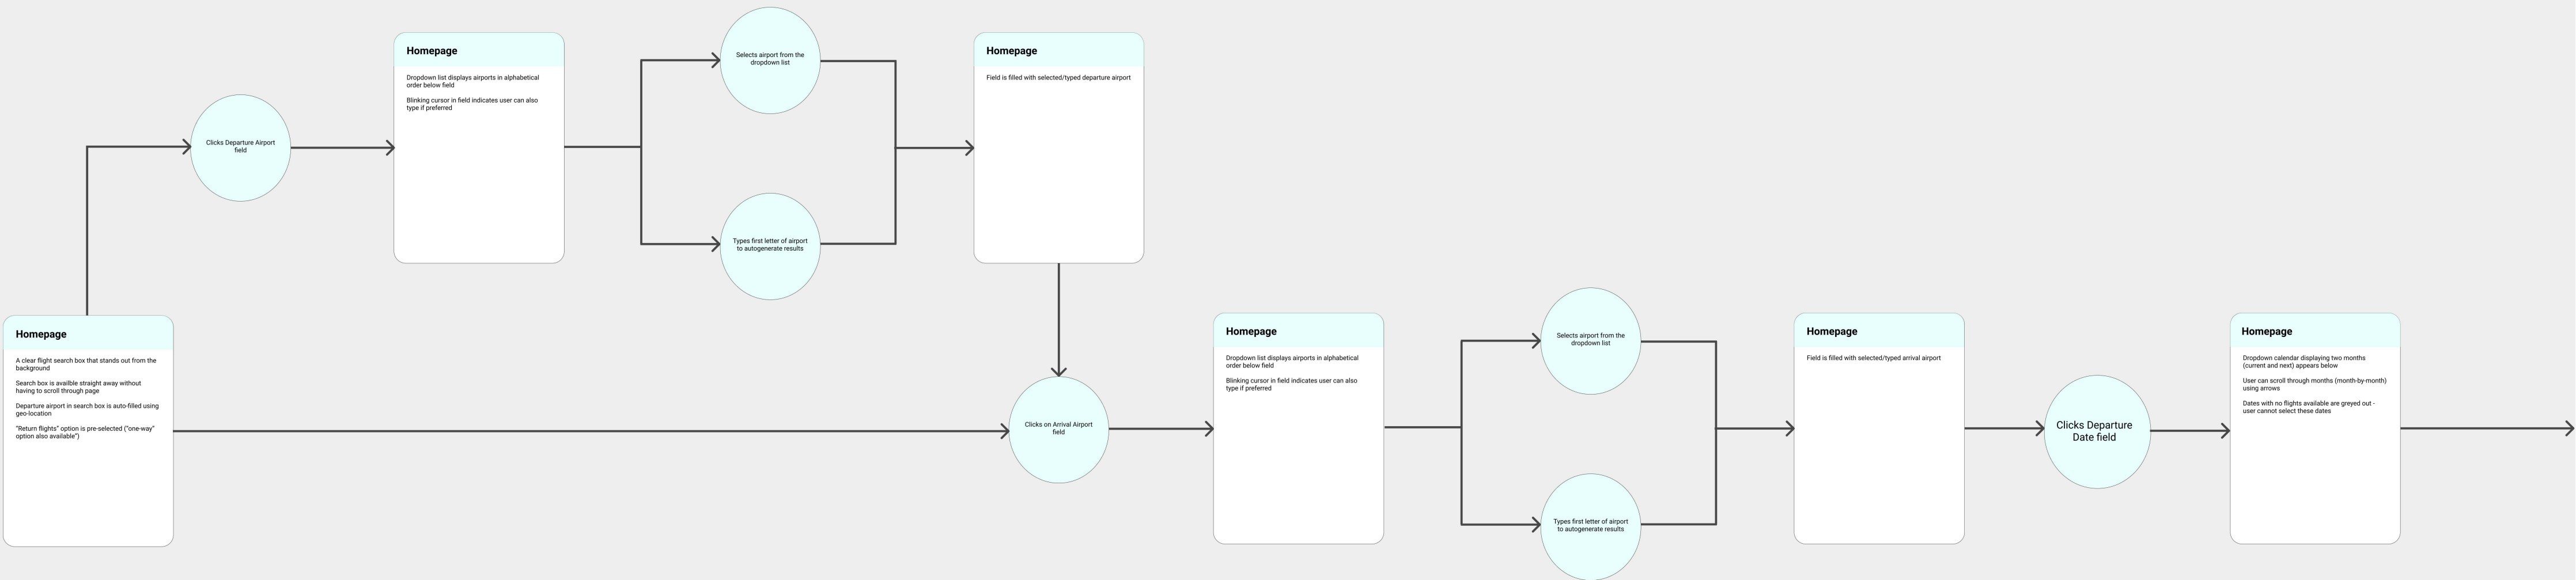 Homepage
A clear flight search box that stands out from the
background
Search box is availble straight away without
having to scroll through page
Departure airport in search box is auto-filled using
geo-location
"Return flights" option is pre-selected ("one-way"
option also available")
Clicks Departure Airport
field
Homepage
Dropdown list displays airports in alphabetical
order below field
Blinking cursor in field indicates user can also
type if preferred
Selects airport from the
dropdown list
Types first letter of airport
to autogenerate results
Homepage
Field is filled with selected/typed departure airport
Clicks on Arrival Airport
field
Homepage
Dropdown list displays airports in alphabetical
order below field
Blinking cursor in field indicates user can also
type if preferred
Selects airport from the
dropdown list
Types first letter of airport
to autogenerate results
Homepage
Field is filled with selected/typed arrival airport
Clicks Departure
Date field
Homepage
Dropdown calendar displaying two months
(current and next) appears below
User can scroll through months (month-by-month)
using arrows
Dates with no flights available are greyed out -
user cannot select these dates